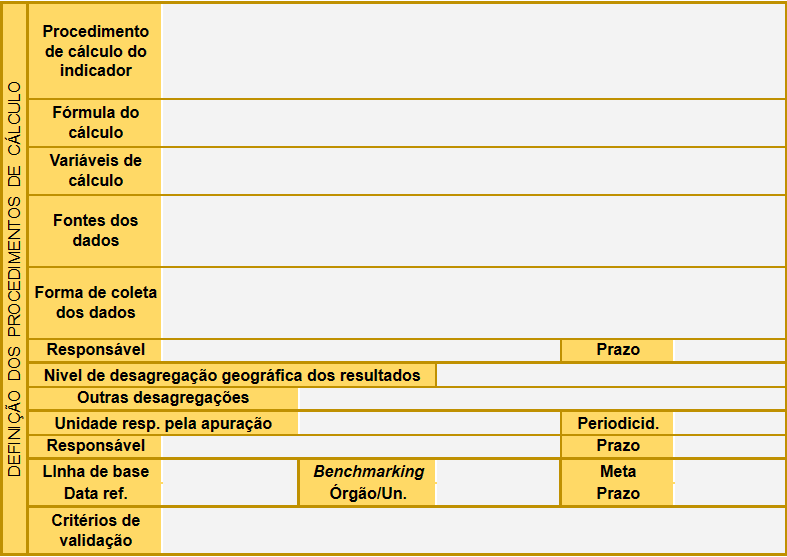 DEFINIÇÃO DOS PROCEDIMENTOS DE CÁLCULO
Procedimento
de cálculo do
indicador
Fórmula do
cálculo
Variáveis de
cálculo
Fontes dos
dados
Forma de coleta
dos dados
Responsável Prazo
Nivel de desagregação geográfica dos resultados
Outras desagregações
Unidade resp. pela apuração Periodicid.
Responsável Prazo
LInha de base Benchmarking Meta
Data ref. Órgão/Un. Prazo
Critérios de
validação